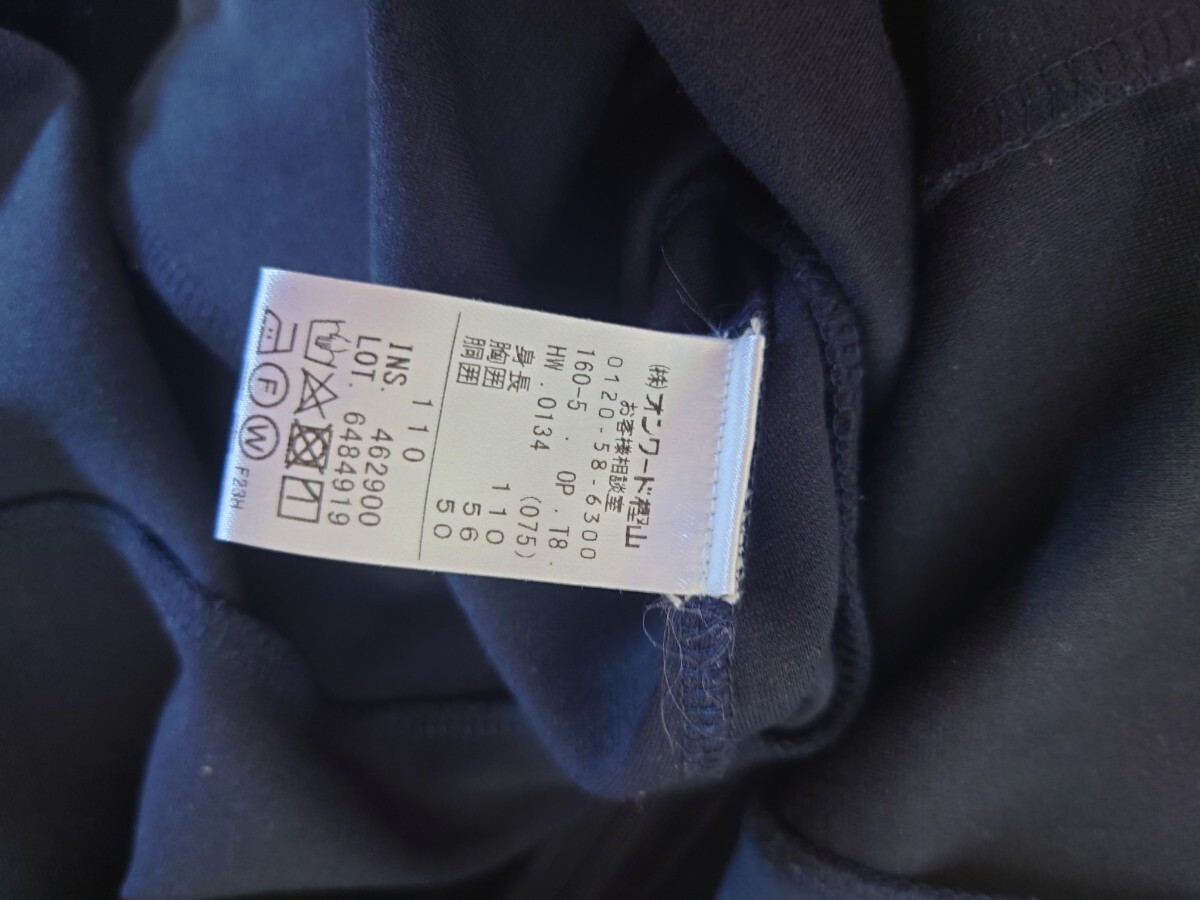 (株)オンワード樫山
お客様相談室
0120-58-6300
160-5 . OP .T8
HW .0134 (075)
身長 110
胸囲 56
胴囲 50
110
INS. 462900
LOT. 6484919
F W
F23H